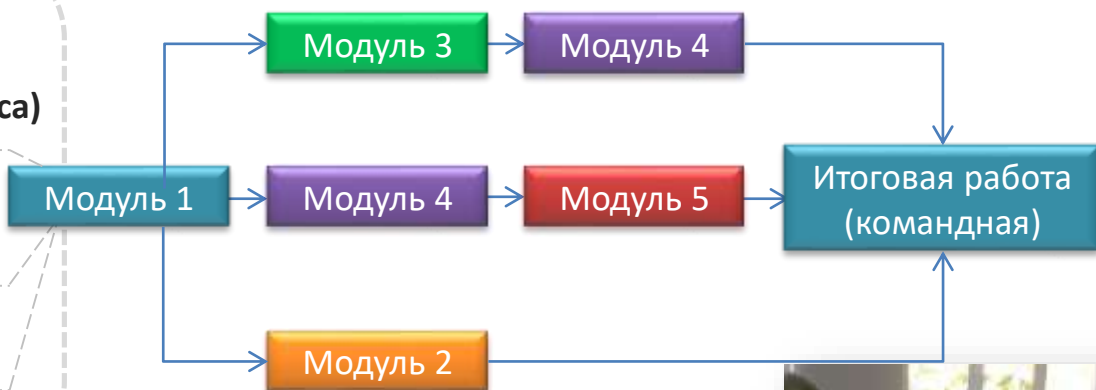 Модуль 3
Модуль 4
са)
Модуль 1
Модуль 4
Модуль 5
Итоговая работа
(командная)
Модуль 2